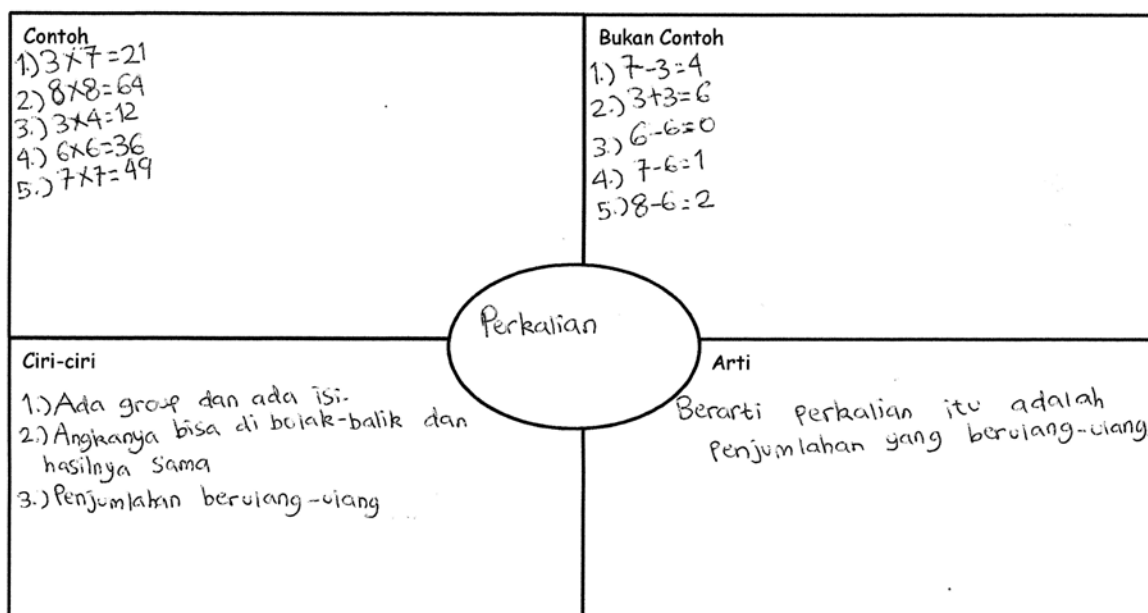 Contoh
1.) 3×7=21
2.) 8×8=64
3.) 3×4=12
4.) 6×6=36
5.) 7×7=49
Bukan Contoh
1.) 7-3=4
2.) 3+3=6
3.) 6-6=0
4.) 7-6=1
5.) 8-6=2
Perkalian
Ciri-ciri
1.) Ada group dan ada isi.
2.) Angkanya bisa di bolak-balik dan
hasilnya sama
3.) Penjumlahan berulang-ulang
Arti
Berarti perkalian itu adalah
Penjumlahan yang berulang-ulang